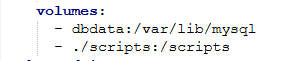 volumes:
- dbdata:/var/lib/mysql
- ./scripts:/scripts